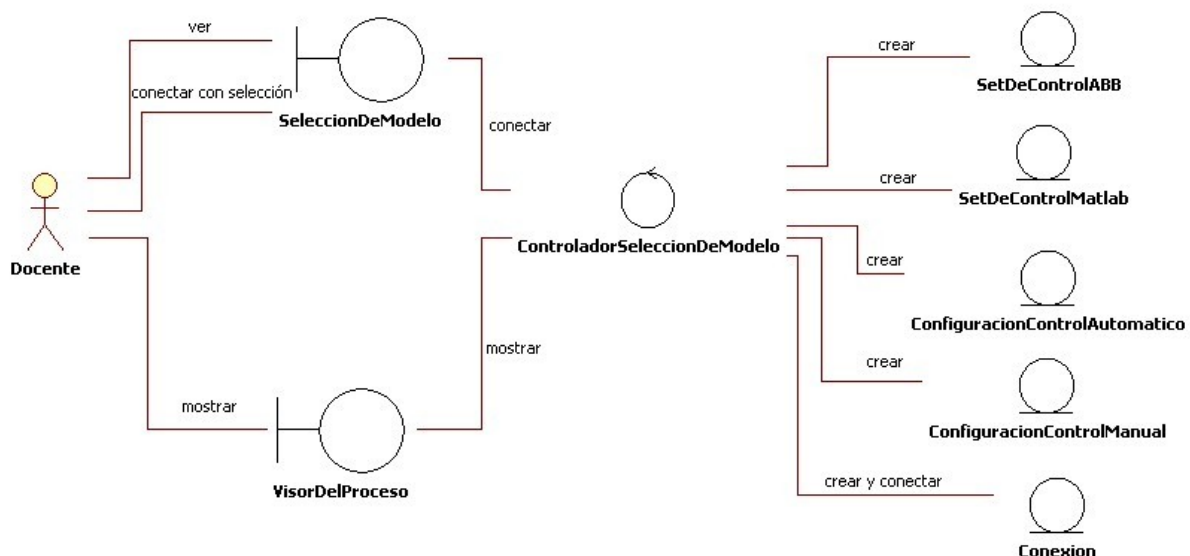 ver
conectar con selección
SeleccionDeModelo
conectar
Docente
mostrar
VisorDelProceso
mostrar
ControladorSeleccionDeModelo
crear
SetDeControlABB
crear
SetDeControlMatlab
crear
ConfiguracionControlAutomatico
crear
ConfiguracionControlManual
crear y conectar
Conexion